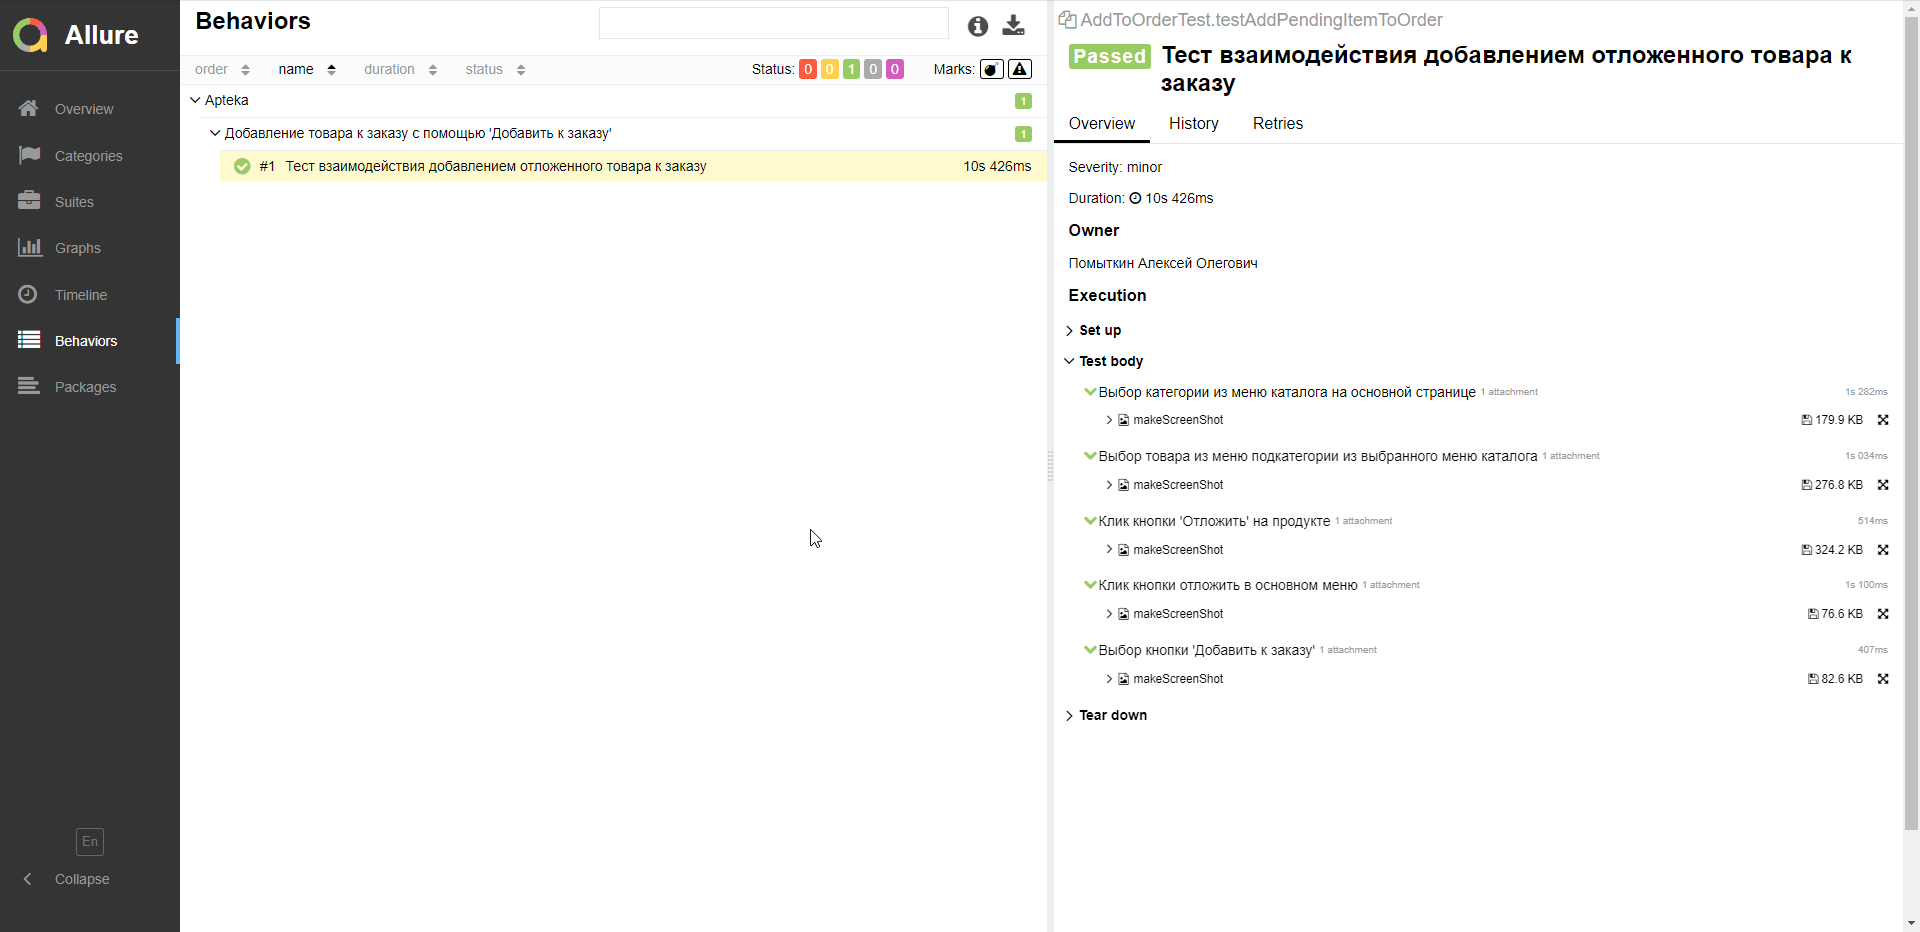 Allure
Overview
Categories
Suites
Graphs
Timeline
Behaviors
Packages
En
Collapse
Behaviors
order name duration status Status: 0 0 1 0 0 Marks:
Apteka 1
Добавление товара к заказу с помощью 'Добавить к заказу' 1
#1 Тест взаимодействия добавлением отложенного товара к заказу 10s 426ms
AddToOrderTest.testAddPendingItemToOrder
Passed Тест взаимодействия добавлением отложенного товара к
заказу
Overview History Retries
Severity: minor
Duration: 10s 426ms
Owner
Помыткин Алексей Олегович
Execution
Set up
Test body
Выбор категории из меню каталога на основной странице 1 attachment 1s 282ms
makeScreenShot 179.9 KB
Выбор товара из меню подкатегории из выбранного меню каталога 1 attachment 1s 034ms
makeScreenShot 276.8 KB
Клик кнопки 'Отложить' на продукте 1 attachment 514ms
makeScreenShot 324.2 KB
Клик кнопки отложить в основном меню 1 attachment 1s 100ms
makeScreenShot 76.6 KB
Выбор кнопки 'Добавить к заказу' 1 attachment 407ms
makeScreenShot 82.6 KB
Tear down